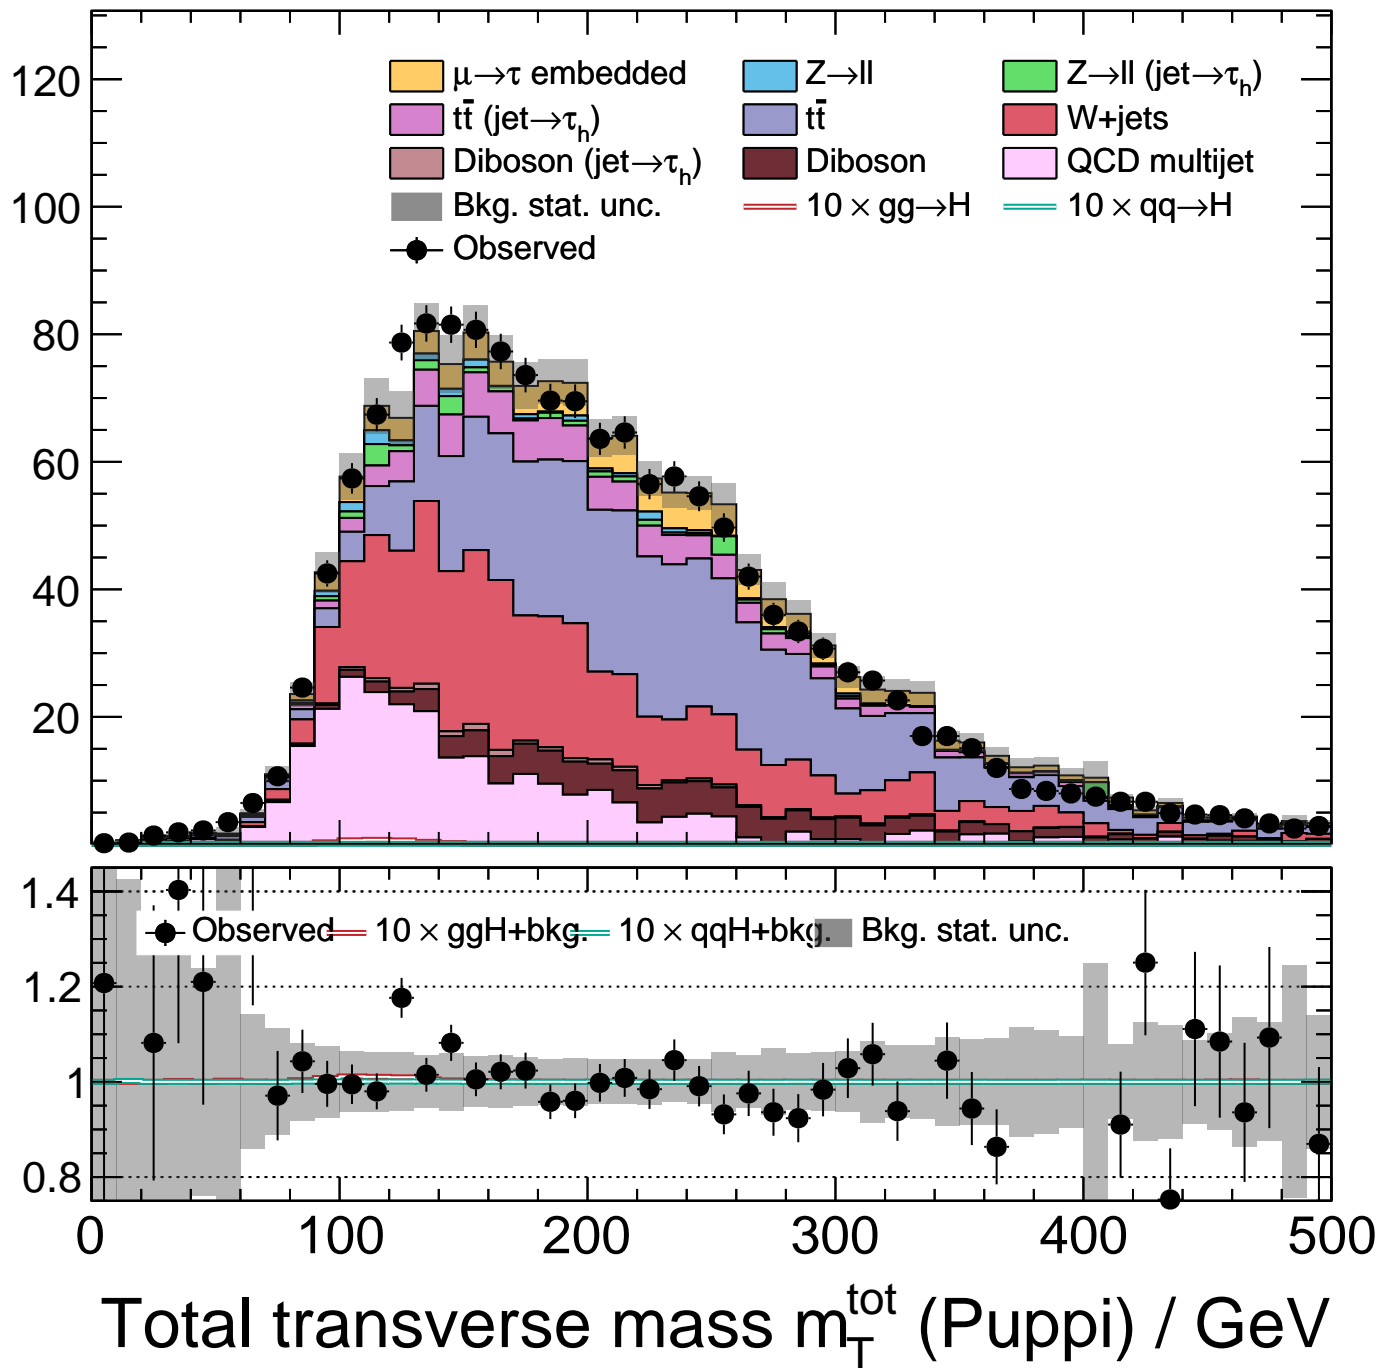 120
100
80
60
40
20
μ→τ embedded Z→ll Z→ll (jet→τh)
tt̄ (jet→τh) tt̄ W+jets
Diboson (jet→τh) Diboson QCD multijet
Bkg. stat. unc. 10 × gg→H 10 × qq→H
Observed
1.4
1.2
1
0.8
Observed 10 × ggH+bkg. 10 × qqH+bkg. Bkg. stat. unc.
0 100 200 300 400 500
Total transverse mass m_T^tot (Puppi) / GeV